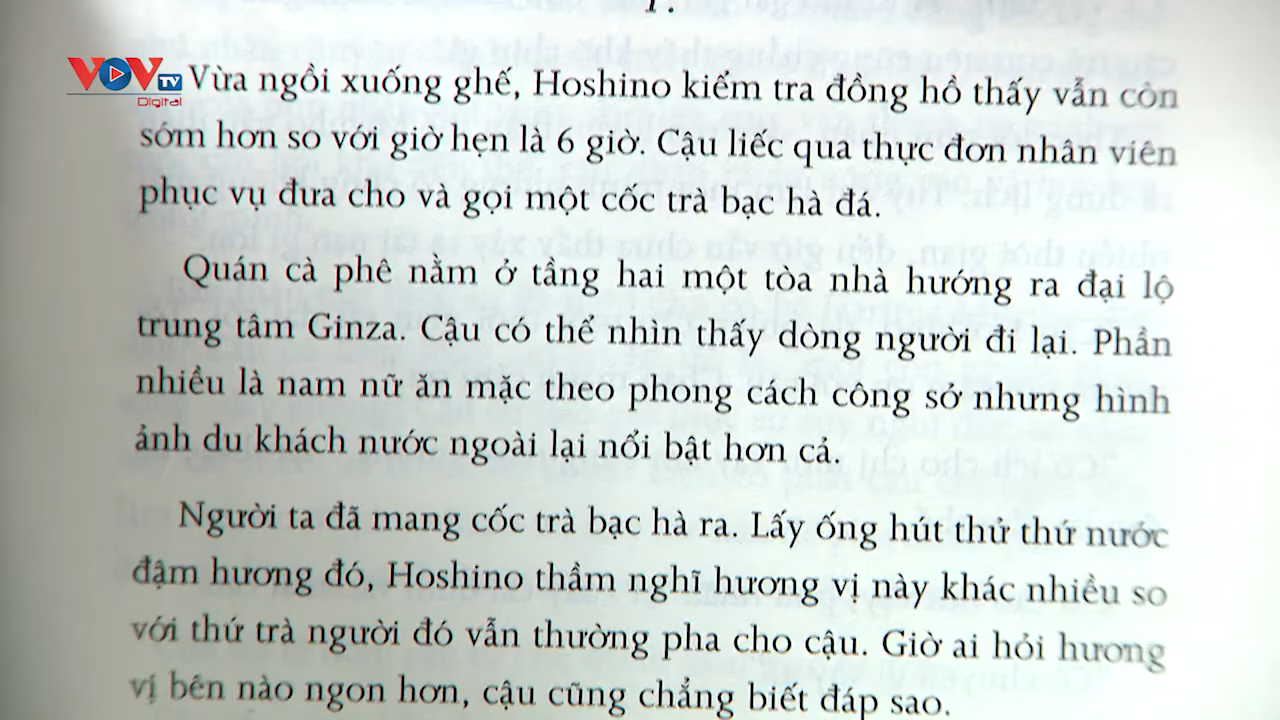 1.
VOV TV
Digital
Vừa ngồi xuống ghế, Hoshino kiểm tra đồng hồ thấy vẫn còn
sớm hơn so với giờ hẹn là 6 giờ. Cậu liếc qua thực đơn nhân viên
phục vụ đưa cho và gọi một cốc trà bạc hà đá.
Quán cà phê nằm ở tầng hai một tòa nhà hướng ra đại lộ
trung tâm Ginza. Cậu có thể nhìn thấy dòng người đi lại. Phần
nhiều là nam nữ ăn mặc theo phong cách công sở nhưng hình
ảnh du khách nước ngoài lại nổi bật hơn cả.
Người ta đã mang cốc trà bạc hà ra. Lấy ống hút thử thứ nước
đậm hương đó, Hoshino thầm nghĩ hương vị này khác nhiều so
với thứ trà người đó vẫn thường pha cho cậu. Giờ ai hỏi hương
vị bên nào ngon hơn, cậu cũng chẳng biết đáp sao.